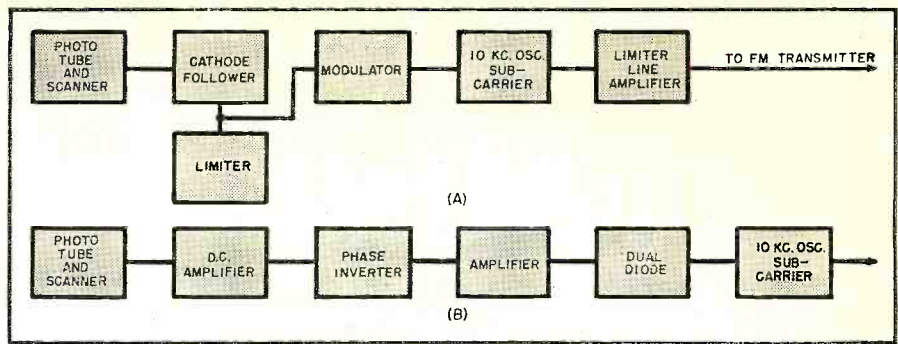 PHOTO
TUBE
AND
SCANNER
CATHODE
FOLLOWER
LIMITER
MODULATOR
10 KC. OSC.
SUB-
CARRIER
LIMITER
LINE
AMPLIFIER
TO FM TRANSMITTER
(A)
PHOTO
TUBE
AND
SCANNER
D.C.
AMPLIFIER
PHASE
INVERTER
AMPLIFIER
DUAL
DIODE
10 KC. OSC.
SUB-
CARRIER
(B)